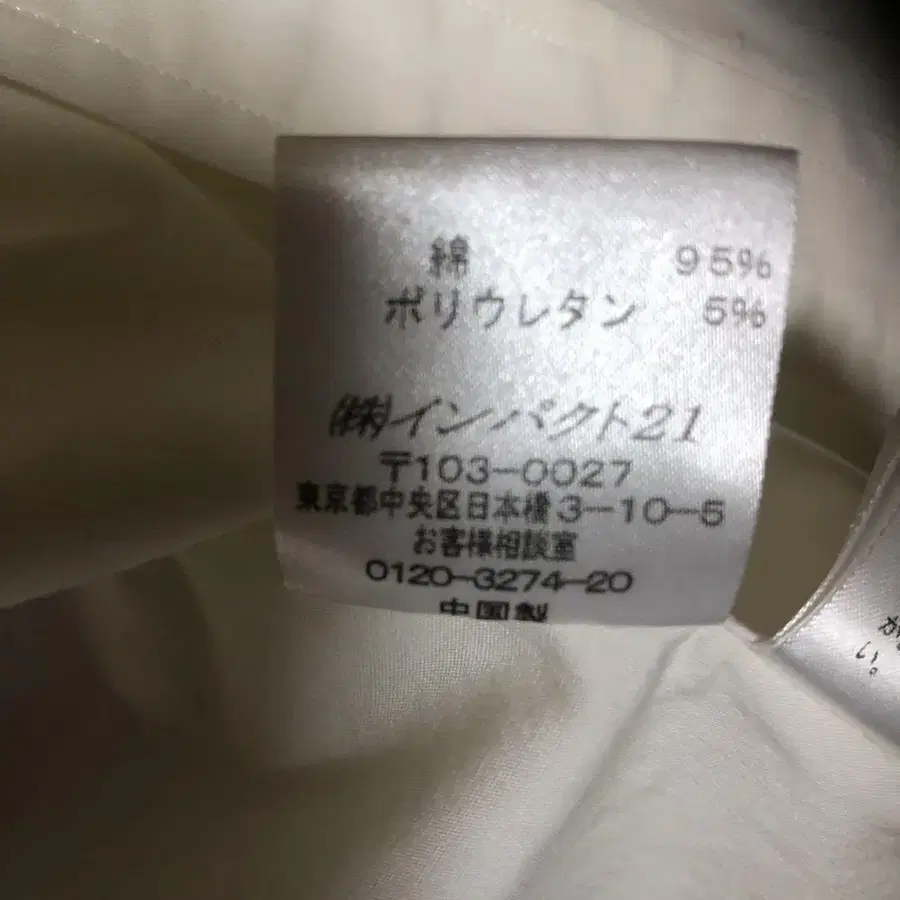 綿 95%
ポリウレタン 5%
㈱インパクト21
〒103-0027
東京都中央区日本橋3-10-5
お客様相談室
0120-3274-20
中国製
い。